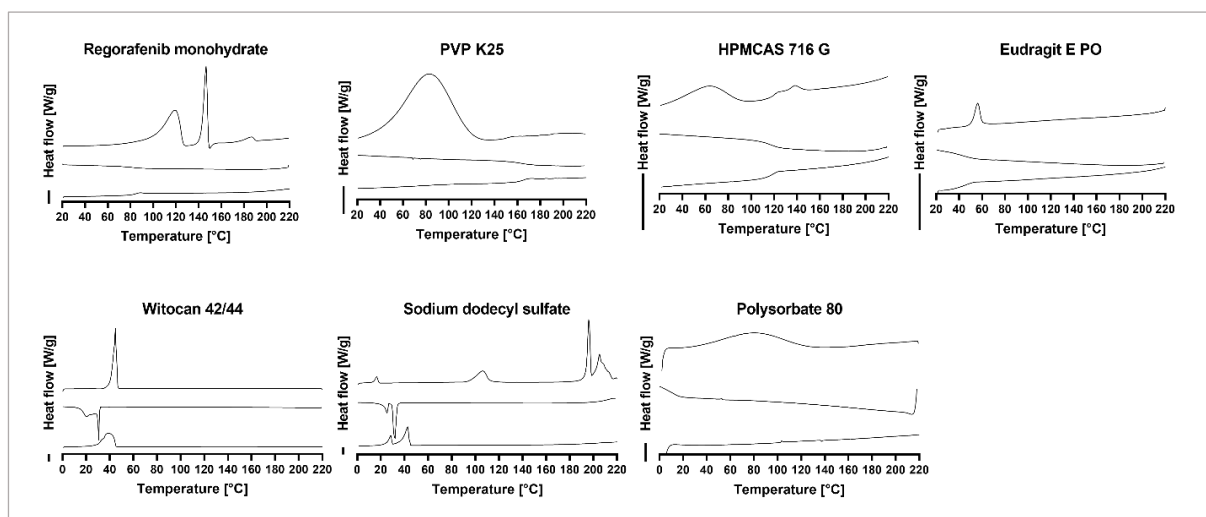 Regorafenib monohydrate
Heat flow [W/g]
20 40 60 80 100 120 140 160 180 200 220
Temperature [°C]
PVP K25
Heat flow [W/g]
20 40 60 80 100 120 140 160 180 200 220
Temperature [°C]
HPMCAS 716 G
Heat flow [W/g]
20 40 60 80 100 120 140 160 180 200 220
Temperature [°C]
Eudragit E PO
Heat flow [W/g]
20 40 60 80 100 120 140 160 180 200 220
Temperature [°C]
Witocan 42/44
Heat flow [W/g]
0 20 40 60 80 100 120 140 160 180 200 220
Temperature [°C]
Sodium dodecyl sulfate
Heat flow [W/g]
0 20 40 60 80 100 120 140 160 180 200 220
Temperature [°C]
Polysorbate 80
Heat flow [W/g]
0 20 40 60 80 100 120 140 160 180 200 220
Temperature [°C]